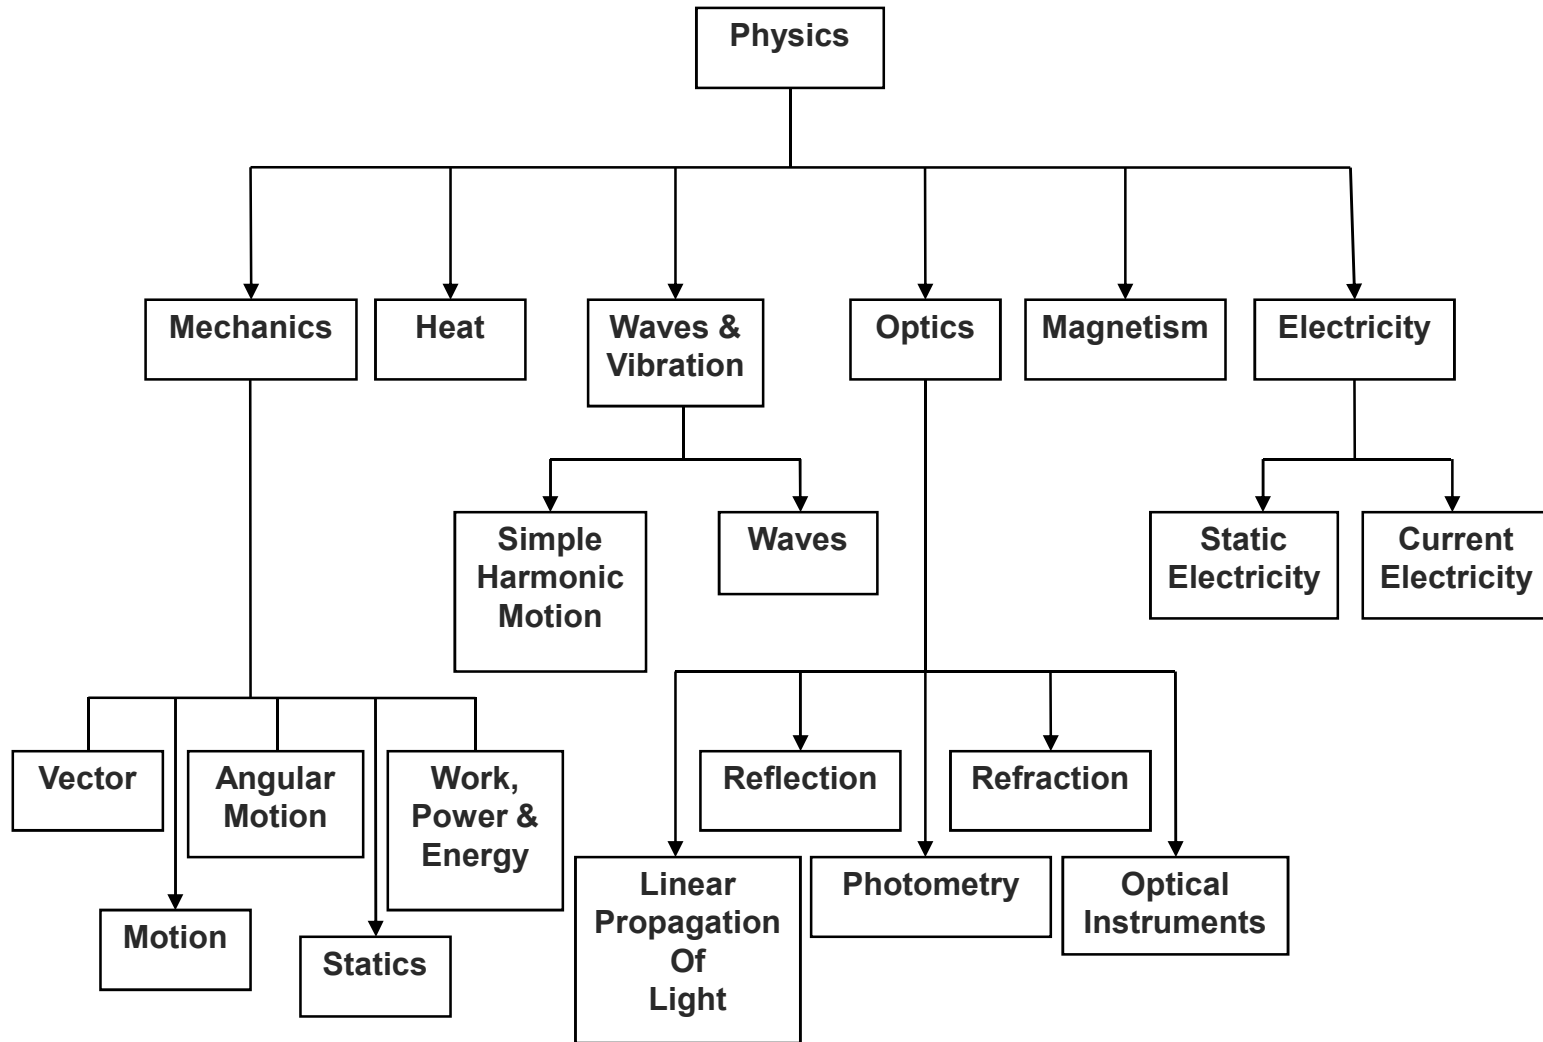 Physics
Mechanics
Heat
Waves &
Vibration
Optics
Magnetism
Electricity
Simple
Harmonic
Motion
Waves
Static
Electricity
Current
Electricity
Vector
Angular
Motion
Work,
Power &
Energy
Reflection
Refraction
Motion
Statics
Linear
Propagation
Of
Light
Photometry
Optical
Instruments